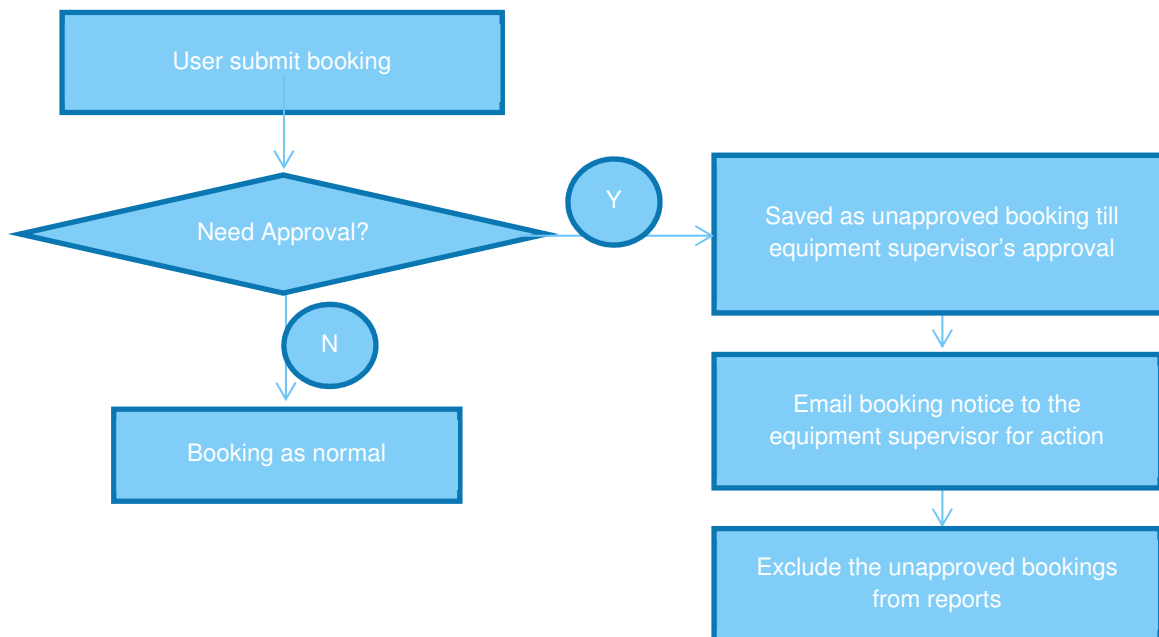 User submit booking
Need Approval?
Y
Saved as unapproved booking till
equipment supervisor’s approval
N
Booking as normal
Email booking notice to the
equipment supervisor for action
Exclude the unapproved bookings
from reports